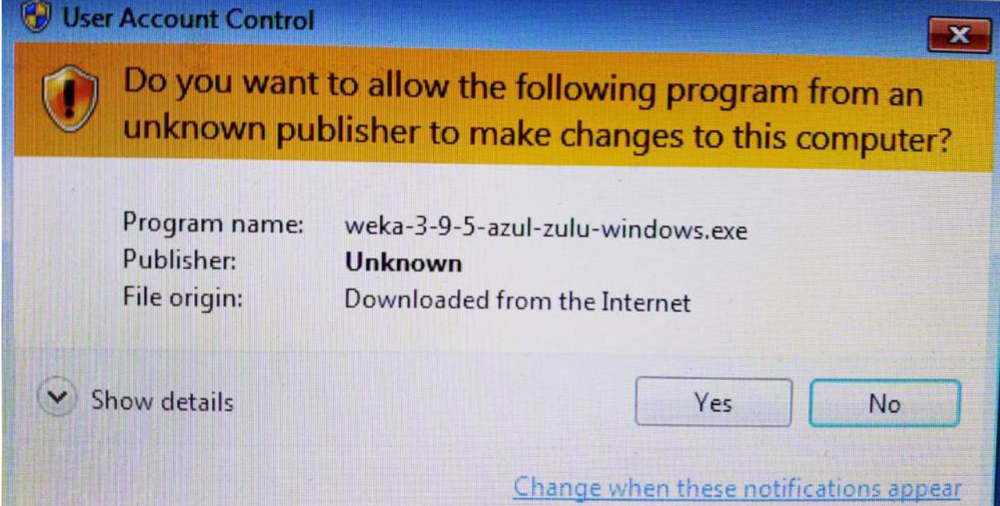 User Account Control
Do you want to allow the following program from an
unknown publisher to make changes to this computer?
Program name: weka-3-9-5-azul-zulu-windows.exe
Publisher: Unknown
File origin: Downloaded from the Internet
Show details
Yes No
Change when these notifications appear